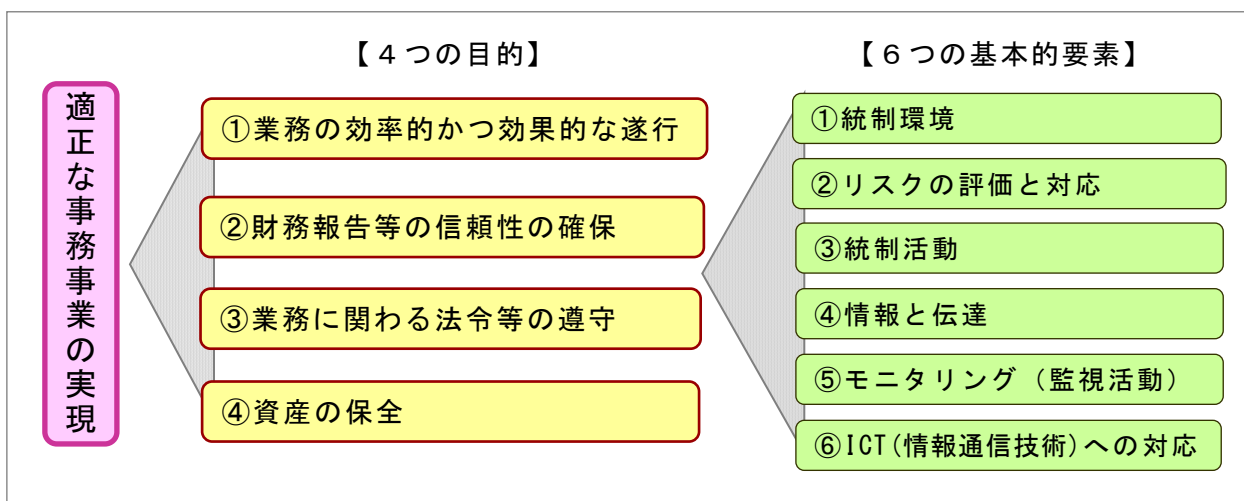 【４つの目的】
【６つの基本的要素】
適正な事務事業の実現
①業務の効率的かつ効果的な遂行
②財務報告等の信頼性の確保
③業務に関わる法令等の遵守
④資産の保全
①統制環境
②リスクの評価と対応
③統制活動
④情報と伝達
⑤モニタリング（監視活動）
⑥ICT(情報通信技術)への対応